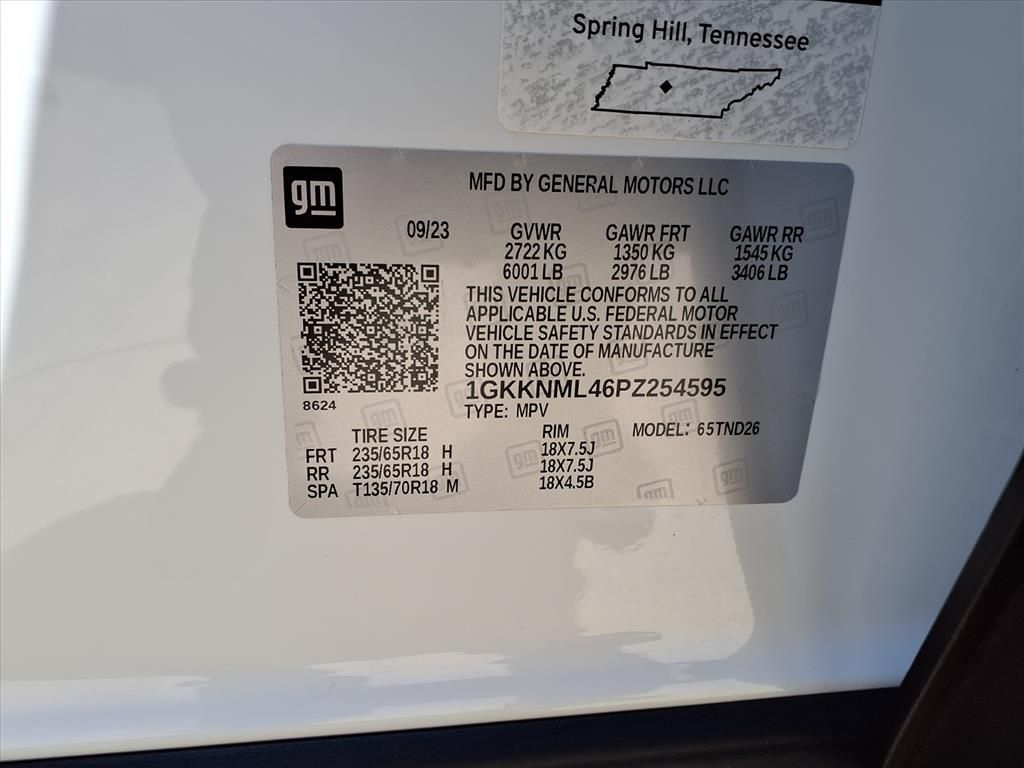 Spring Hill, Tennessee
gm
MFD BY GENERAL MOTORS LLC
09/23 GVWR GAWR FRT GAWR RR
2722 KG 1350 KG 1545 KG
6001 LB 2976 LB 3406 LB
THIS VEHICLE CONFORMS TO ALL
APPLICABLE U.S. FEDERAL MOTOR
VEHICLE SAFETY STANDARDS IN EFFECT
ON THE DATE OF MANUFACTURE
SHOWN ABOVE.
8624
1GKKNML46PZ254595
TYPE: MPV
TIRE SIZE RIM MODEL: 65TND26
FRT 235/65R18 H 18X7.5J
RR 235/65R18 H 18X7.5J
SPA T135/70R18 M 18X4.5B